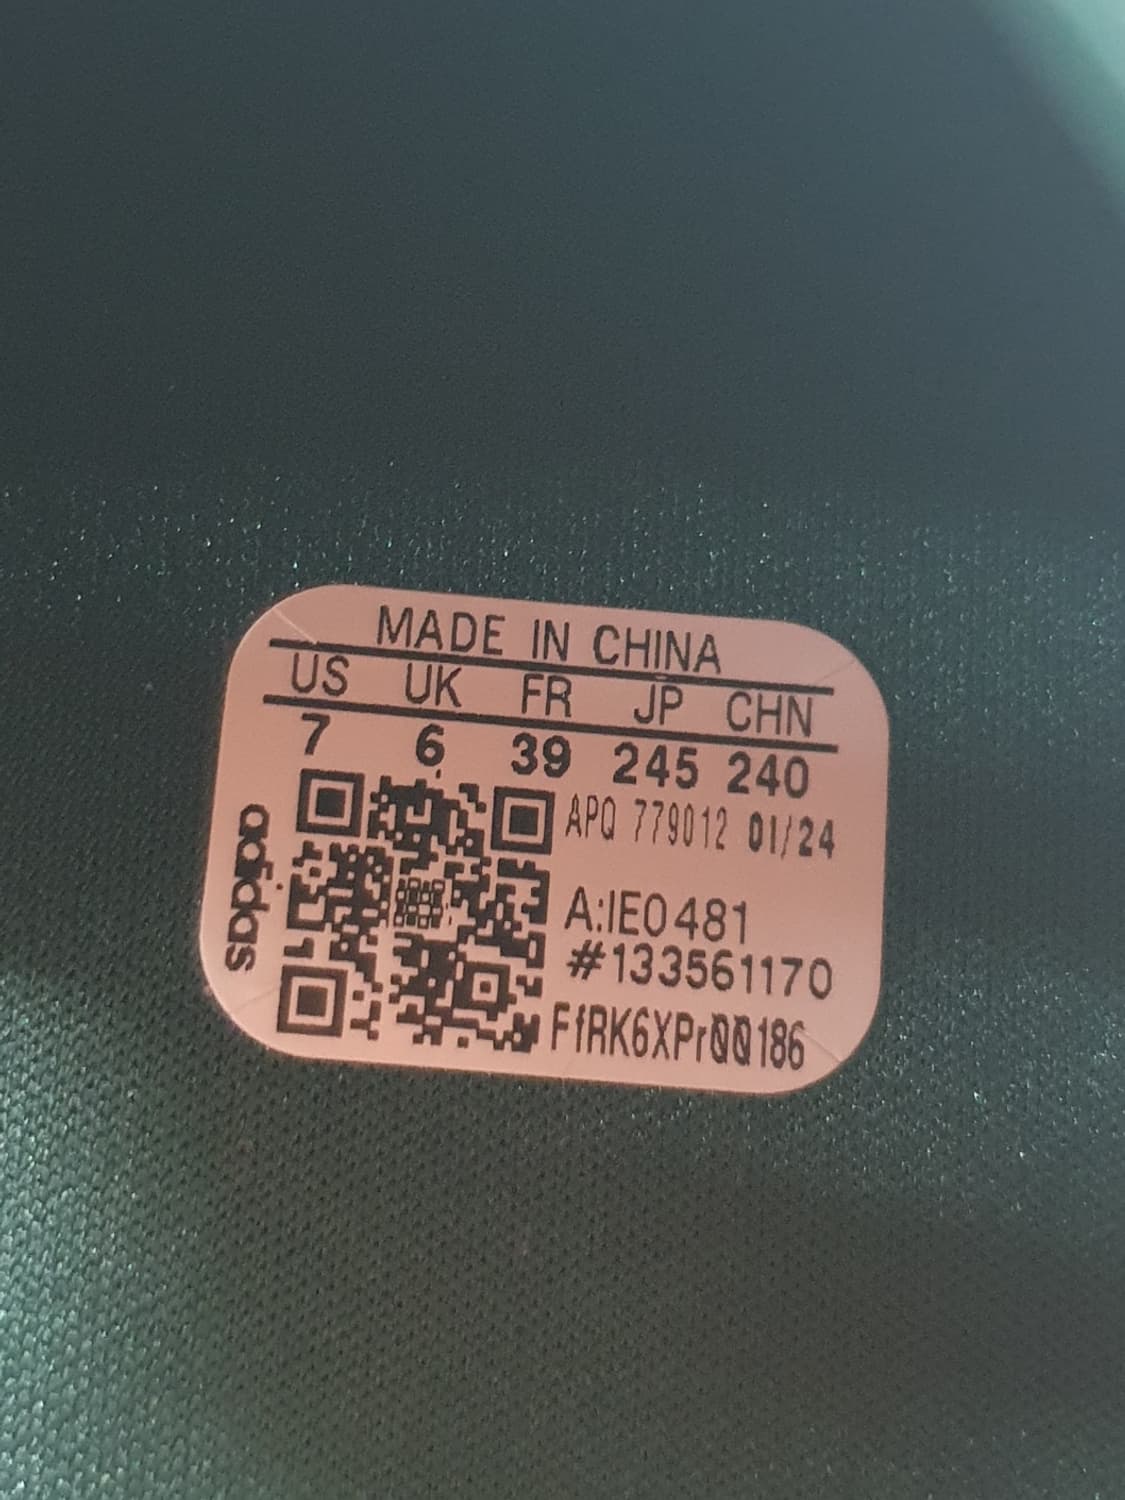 MADE IN CHINA
US UK FR JP CHN
7 6 39 245 240
adidas
APQ 779012 01/24
A:IE0481
#133561170
FfRK6XPr00186